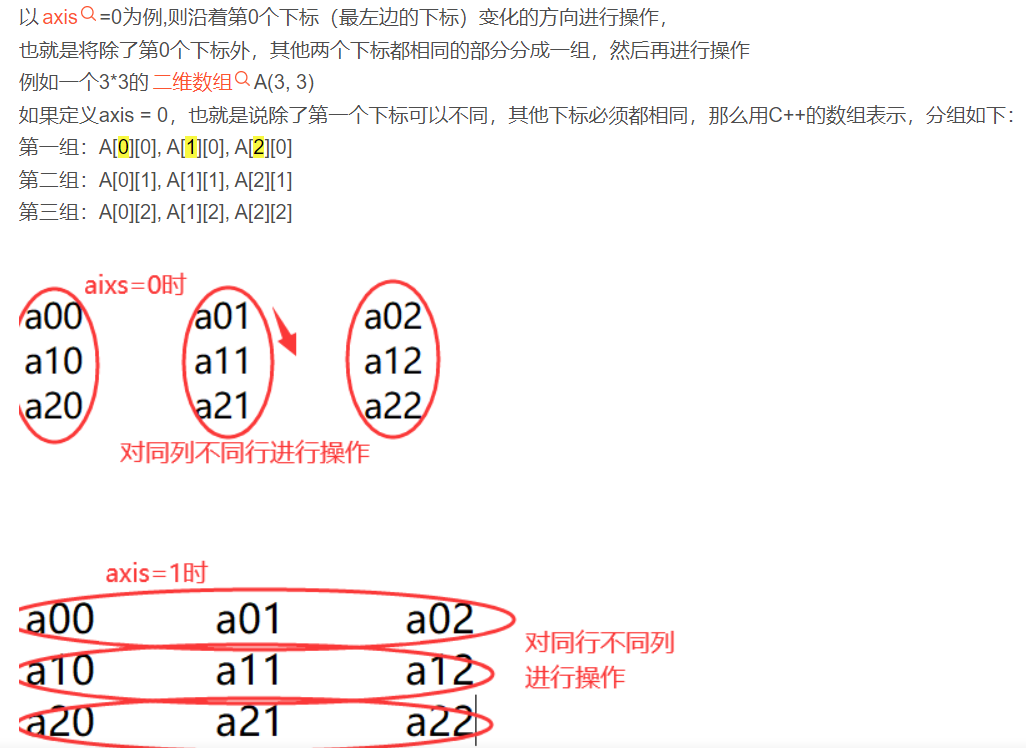 以axis=0为例,则沿着第0个下标（最左边的下标）变化的方向进行操作，
也就是将除了第0个下标外，其他两个下标都相同的部分分成一组，然后再进行操作
例如一个3*3的二维数组A(3, 3)
如果定义axis = 0，也就是说除了第一个下标可以不同，其他下标必须都相同，那么用C++的数组表示，分组如下：
第一组：A[0][0], A[1][0], A[2][0]
第二组：A[0][1], A[1][1], A[2][1]
第三组：A[0][2], A[1][2], A[2][2]
aixs=0时
a00 a01 a02
a10 a11 a12
a20 a21 a22
对同列不同行进行操作
axis=1时
a00 a01 a02
a10 a11 a12
a20 a21 a22
对同行不同列
进行操作